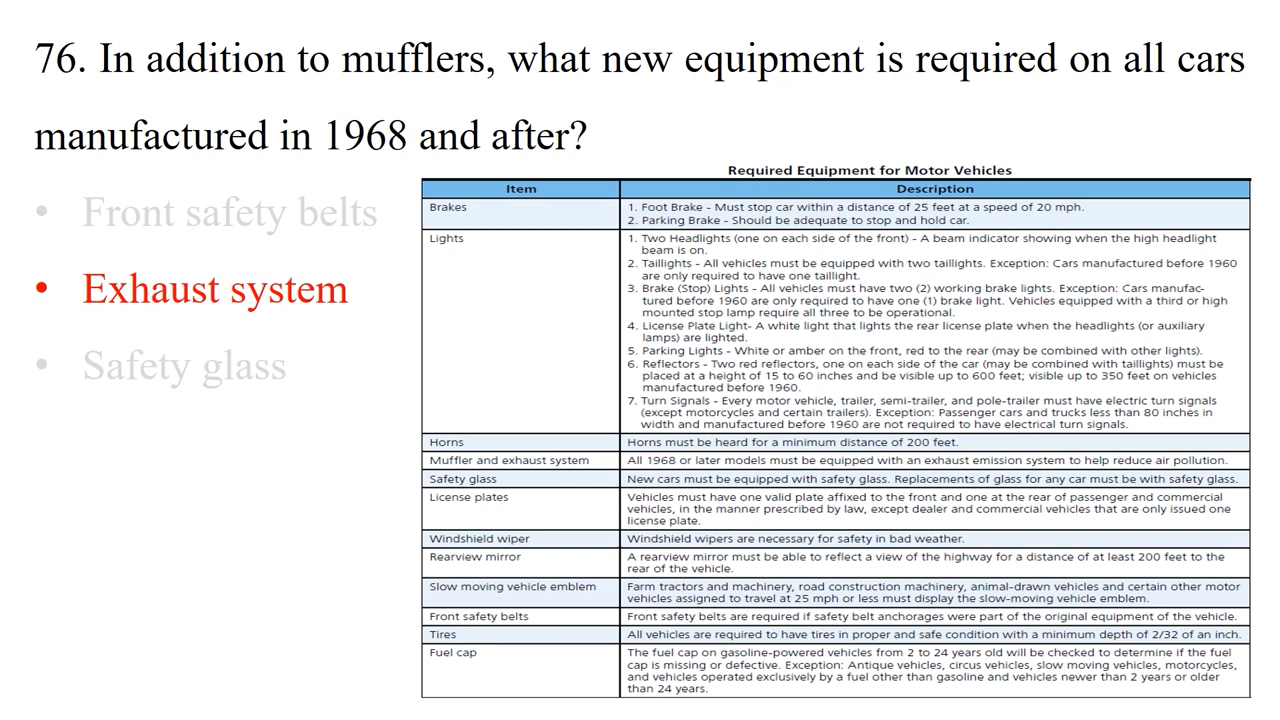 76. In addition to mufflers, what new equipment is required on all cars
manufactured in 1968 and after?
• Front safety belts
• Exhaust system
• Safety glass
Required Equipment for Motor Vehicles
Item Description
Brakes 1. Foot Brake - Must stop car within a distance of 25 feet at a speed of 20 mph.
2. Parking Brake - Should be adequate to stop and hold car.
Lights 1. Two Headlights (one on each side of the front) - A beam indicator showing when the high headlight
beam is on.
2. Taillights - All vehicles must be equipped with two taillights. Exception: Cars manufactured before 1960
are only required to have one taillight.
3. Brake (Stop) Lights - All vehicles must have two (2) working brake lights. Exception: Cars manufac-
tured before 1960 are only required to have one (1) brake light. Vehicles equipped with a third or high
mounted stop lamp require all three to be operational.
4. License Plate Light- A white light that lights the rear license plate when the headlights (or auxiliary
lamps) are lighted.
5. Parking Lights - White or amber on the front, red to the rear (may be combined with other lights).
6. Reflectors - Two red reflectors, one on each side of the car (may be combined with taillights) must be
placed at a height of 15 to 60 inches and be visible up to 600 feet; visible up to 350 feet on vehicles
manufactured before 1960.
7. Turn Signals - Every motor vehicle, trailer, semi-trailer, and pole-trailer must have electric turn signals
(except motorcycles and certain trailers). Exception: Passenger cars and trucks less than 80 inches in
width and manufactured before 1960 are not required to have electrical turn signals.
Horns Horns must be heard for a minimum distance of 200 feet.
Muffler and exhaust system All 1968 or later models must be equipped with an exhaust emission system to help reduce air pollution.
Safety glass New cars must be equipped with safety glass. Replacements of glass for any car must be with safety glass.
License plates Vehicles must have one valid plate affixed to the front and one at the rear of passenger and commercial
vehicles, in the manner prescribed by law, except dealer and commercial vehicles that are only issued one
license plate.
Windshield wiper Windshield wipers are necessary for safety in bad weather.
Rearview mirror A rearview mirror must be able to reflect a view of the highway for a distance of at least 200 feet to the
rear of the vehicle.
Slow moving vehicle emblem Farm tractors and machinery, road construction machinery, animal-drawn vehicles and certain other motor
vehicles assigned to travel at 25 mph or less must display the slow-moving vehicle emblem.
Front safety belts Front safety belts are required if safety belt anchorages were part of the original equipment of the vehicle.
Tires All vehicles are required to have tires in proper and safe condition with a minimum depth of 2/32 of an inch.
Fuel cap The fuel cap on gasoline-powered vehicles from 2 to 24 years old will be checked to determine if the fuel
cap is missing or defective. Exception: Antique vehicles, circus vehicles, slow moving vehicles, motorcycles,
and vehicles operated exclusively by a fuel other than gasoline and vehicles newer than 2 years or older
than 24 years.